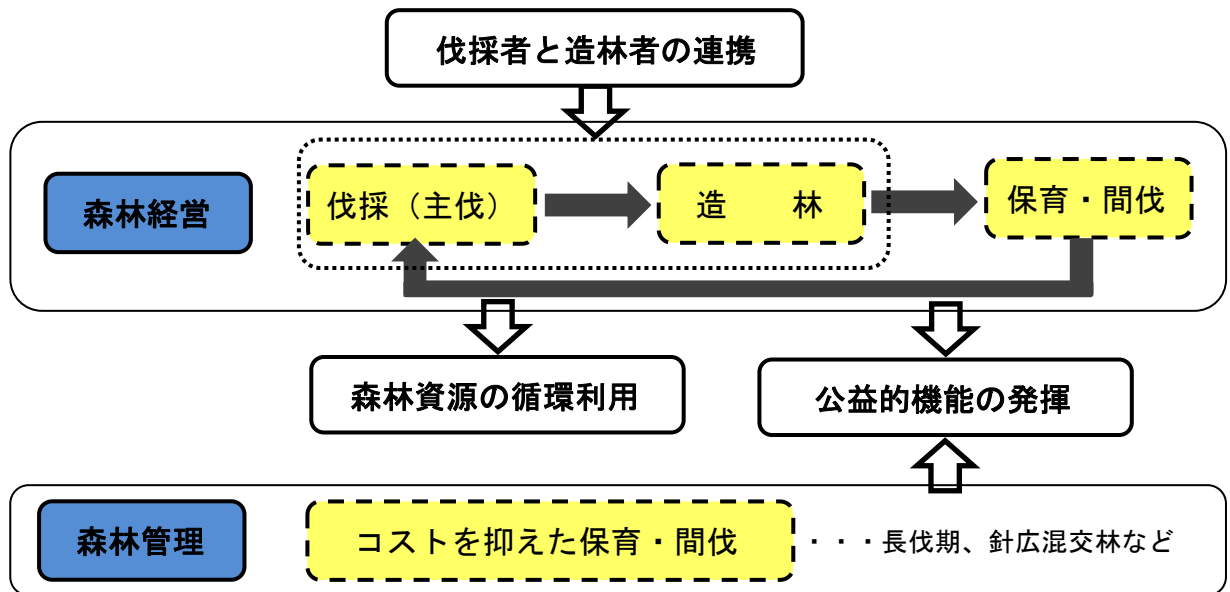 伐採者と造林者の連携
森林経営
伐採（主伐）
造　　林
保育・間伐
森林資源の循環利用
公益的機能の発揮
森林管理
コストを抑えた保育・間伐
・・・長伐期、針広混交林など